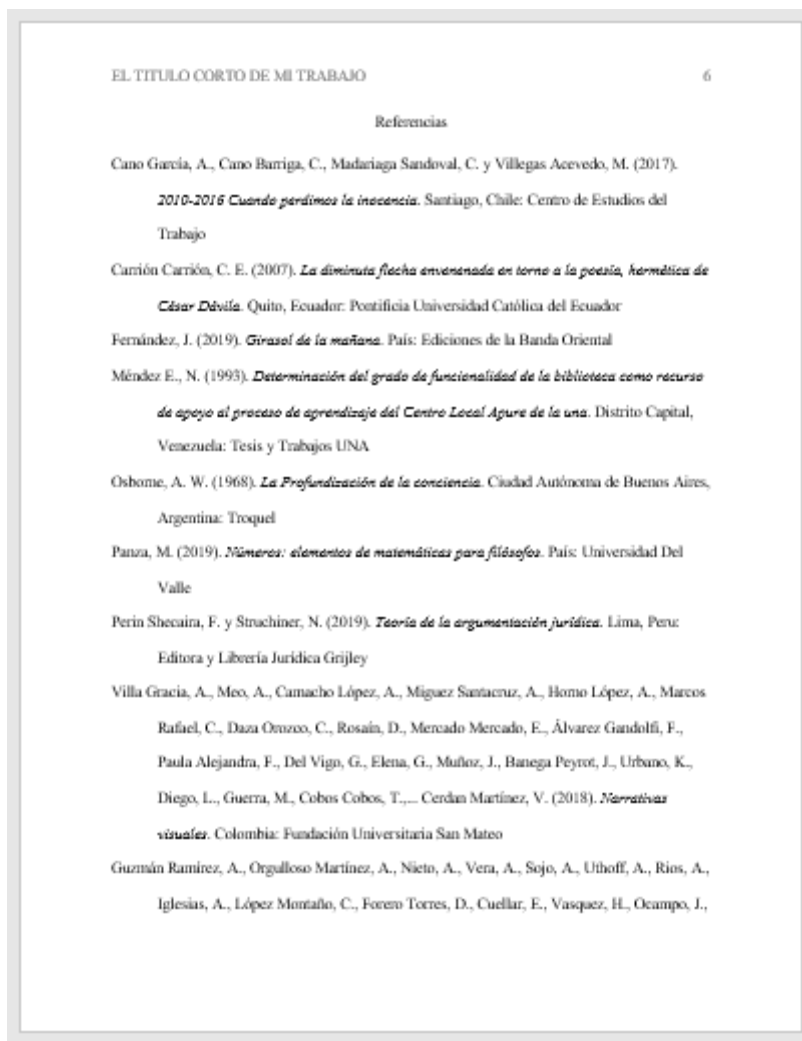 EL TITULO CORTO DE MI TRABAJO 6
Referencias
Cano García, A., Cano Barriga, C., Madariaga Sandoval, C. y Villegas Acevedo, M. (2017).
2010-2016 Cuando perdimos la inocencia. Santiago, Chile: Centro de Estudios del
Trabajo
Carrión Carrión, C. E. (2007). La diminuta flecha envenenada en torno a la poesía, hermética de
César Dávila. Quito, Ecuador: Pontificia Universidad Católica del Ecuador
Fernández, J. (2019). Girasol de la mañana. País: Ediciones de la Banda Oriental
Méndez E., N. (1993). Determinación del grado de funcionalidad de la biblioteca como recurso
de apoyo al proceso de aprendizaje del Centro Local Apure de la una. Distrito Capital,
Venezuela: Tesis y Trabajos UNA
Osborne, A. W. (1968). La Profundización de la conciencia. Ciudad Autónoma de Buenos Aires,
Argentina: Troquel
Panza, M. (2019). Números: elementos de matemáticas para filósofos. País: Universidad Del
Valle
Perin Shecaira, F. y Struchiner, N. (2019). Teoría de la argumentación jurídica. Lima, Peru:
Editora y Librería Jurídica Grijley
Villa Gracia, A., Meo, A., Camacho López, A., Miguez Santacruz, A., Horno López, A., Marcos
Rafael, C., Daza Orozco, C., Rosain, D., Mercado Mercado, E., Álvarez Gandolfi, F.,
Paula Alejandra, F., Del Vigo, G., Elena, G., Muñoz, J., Banega Peyrot, J., Urbano, K.,
Diego, L., Guerra, M., Cobos Cobos, T.,... Cerdan Martínez, V. (2018). Narrativas
visuales. Colombia: Fundación Universitaria San Mateo
Guzmán Ramírez, A., Orgulloso Martínez, A., Nieto, A., Vera, A., Sojo, A., Uthoff, A., Rios, A.,
Iglesias, A., López Montaño, C., Forero Torres, D., Cuellar, E., Vasquez, H., Ocampo, J.,